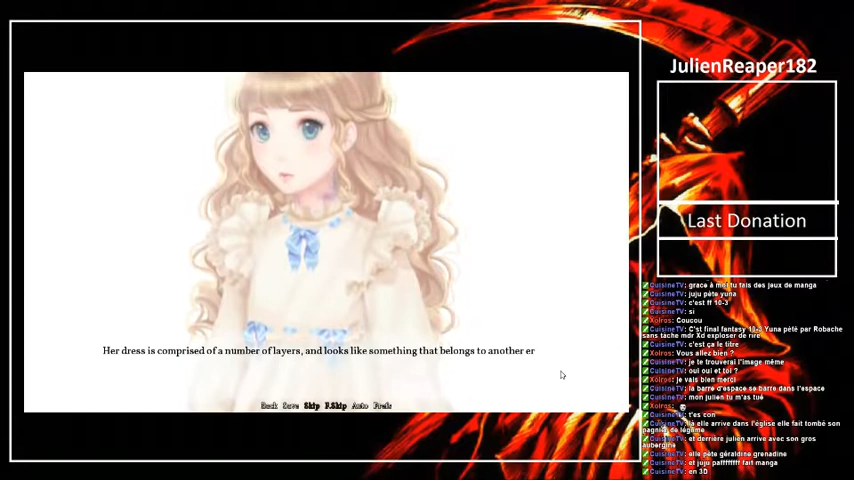 JulienReaper182
Last Donation
Her dress is comprised of a number of layers, and looks like something that belongs to another er
Back Save Skip F.Skip Auto Prefs
CuisineTV: grace à moi tu fais des jeux de manga
CuisineTV: juju pète yuna
CuisineTV: c'est ff 10-3
CuisineTV: si
Xolros: Coucou
CuisineTV: C'est final fantasy 10-3 Yuna pété par Robache
sans tache mdr Xd exploser de rire
CuisineTV: c'est ça le titre
Xolros: Vous allez bien ?
CuisineTV: je te trouverai l'image même
CuisineTV: oui oui et toi ?
Xolros: je vais bien merci
CuisineTV: la barre d'espace se barre dans l'espace
CuisineTV: mon julien tu m'as tué
Xolros:
CuisineTV: t'es con
CuisineTV: là elle arrive dans l'église elle fait tombé son
pagnier de légume
CuisineTV: et derrière julien arrive avec son gros
aubergine
CuisineTV: elle pète géraldine grenadine
CuisineTV: et juju paffffffff fait manga
CuisineTV: en 3D